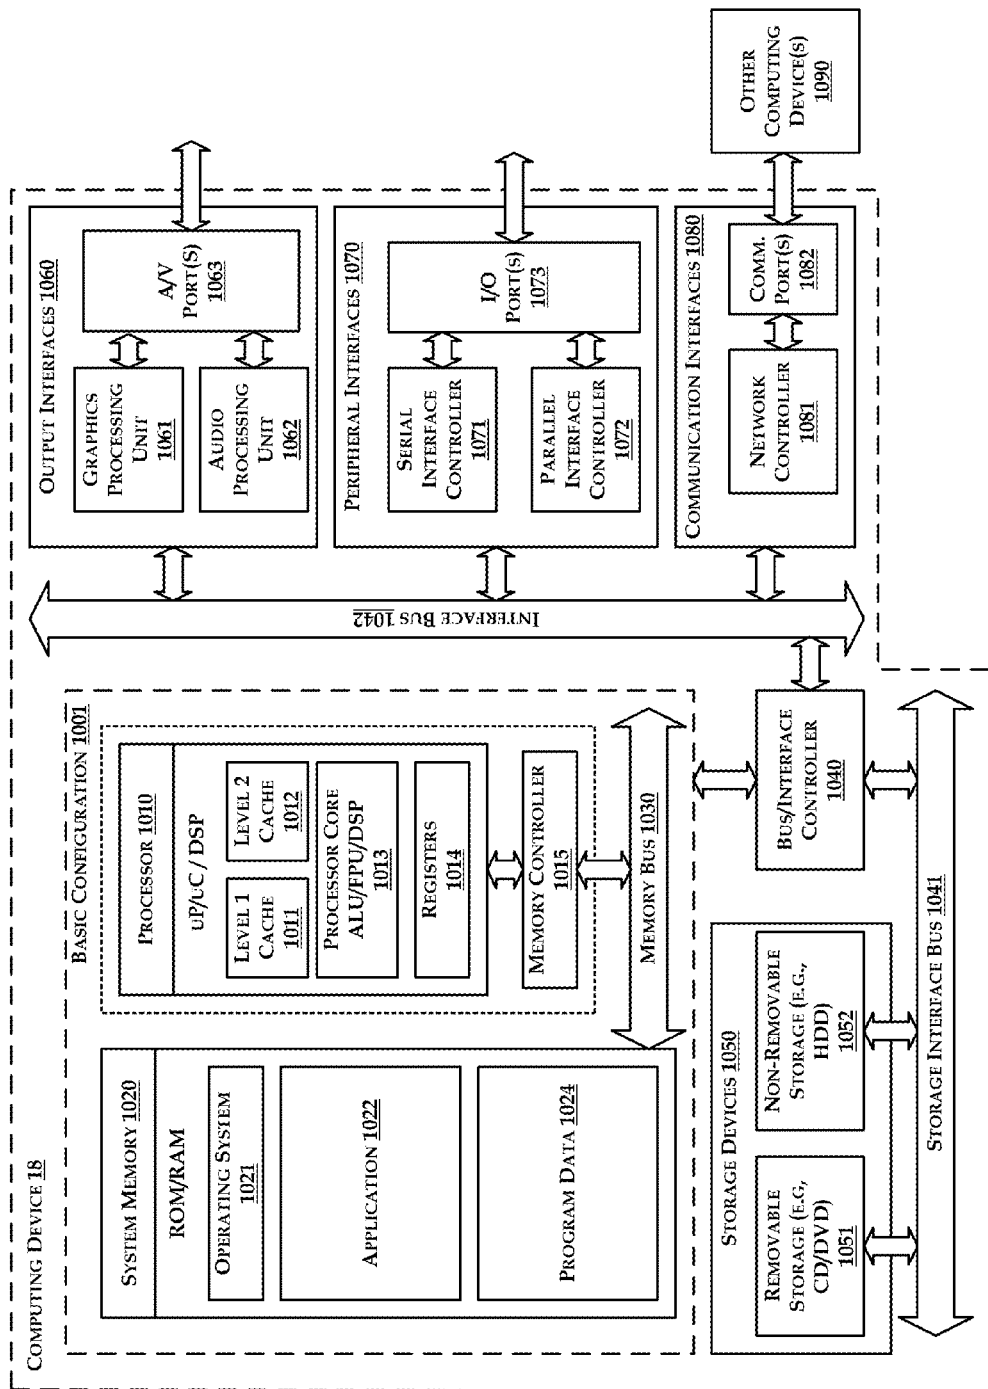 COMPUTING DEVICE 18
BASIC CONFIGURATION 1001
SYSTEM MEMORY 1020
ROM/RAM
OPERATING SYSTEM
1021
APPLICATION 1022
PROGRAM DATA 1024
PROCESSOR 1010
UP/UC / DSP
LEVEL 1
CACHE
1011
LEVEL 2
CACHE
1012
PROCESSOR CORE
ALU/FPU/DSP
1013
REGISTERS
1014
MEMORY CONTROLLER
1015
MEMORY BUS 1030
STORAGE DEVICES 1050
REMOVABLE
STORAGE (E.G,
CD/DVD)
1051
NON-REMOVABLE
STORAGE (E.G.,
HDD)
1052
BUS/INTERFACE
CONTROLLER
1040
STORAGE INTERFACE BUS 1041
INTERFACE BUS 1042
OUTPUT INTERFACES 1060
GRAPHICS
PROCESSING
UNIT
1061
AUDIO
PROCESSING
UNIT
1062
A/V
PORT(S)
1063
PERIPHERAL INTERFACES 1070
SERIAL
INTERFACE
CONTROLLER
1071
PARALLEL
INTERFACE
CONTROLLER
1072
I/O
PORT(S)
1073
COMMUNICATION INTERFACES 1080
NETWORK
CONTROLLER
1081
COMM.
PORT(S)
1082
OTHER
COMPUTING
DEVICE(S)
1090